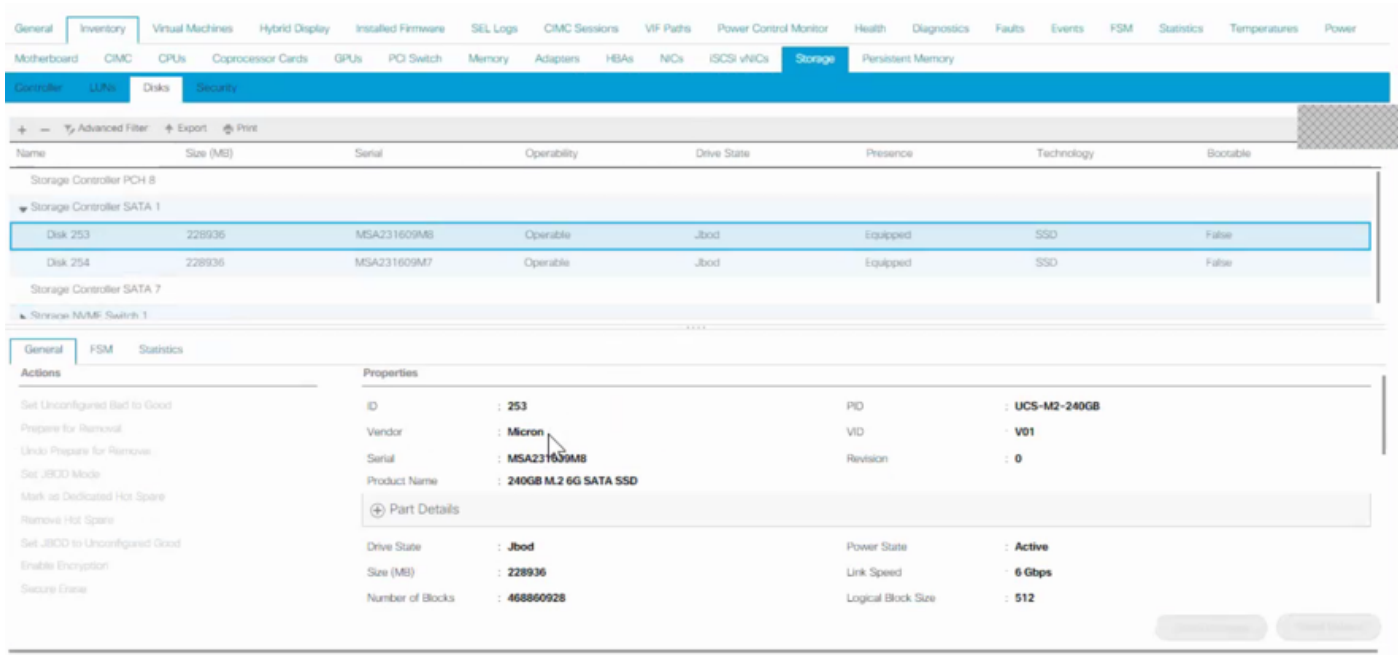 General Inventory Virtual Machines Hybrid Display Installed Firmware SEL Logs CIMC Sessions VIF Paths Power Control Monitor Health Diagnostics Faults Events FSM Statistics Temperatures Power
Motherboard CIMC CPUs Coprocessor Cards GPUs PCI Switch Memory Adapters HBAs NICs iSCSI vNICs Storage Persistent Memory
Controller LUNs Disks Security
+ – Advanced Filter Export Print
Name Size (MB) Serial Operability Drive State Presence Technology Bootable
Storage Controller PCH 8
Storage Controller SATA 1
Disk 253 228936 MSA231609M8 Operable Jbod Equipped SSD False
Disk 254 228936 MSA231609M7 Operable Jbod Equipped SSD False
Storage Controller SATA 7
Storage NVME Switch 1
General FSM Statistics
Actions Properties
Set Unconfigured Bad to Good ID : 253 PID : UCS-M2-240GB
Prepare for Removal Vendor : Micron VID : V01
Undo Prepare for Remove.. Serial : MSA231609M8 Revision : 0
Set JBOD Mode Product Name : 240GB M.2 6G SATA SSD
Mark as Dedicated Hot Spare
Remove Hot Spare Part Details
Set JBOD to Unconfigured Good Drive State : Jbod Power State : Active
Enable Encryption Size (MB) : 228936 Link Speed : 6 Gbps
Secure Erase Number of Blocks : 468860928 Logical Block Size : 512